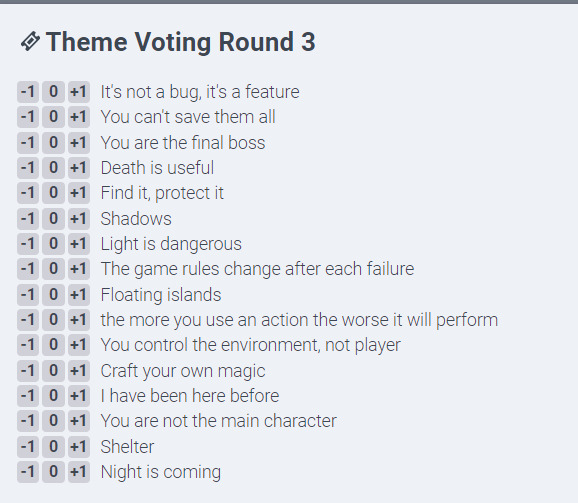 Theme Voting Round 3
-1 0 +1 It's not a bug, it's a feature
-1 0 +1 You can't save them all
-1 0 +1 You are the final boss
-1 0 +1 Death is useful
-1 0 +1 Find it, protect it
-1 0 +1 Shadows
-1 0 +1 Light is dangerous
-1 0 +1 The game rules change after each failure
-1 0 +1 Floating islands
-1 0 +1 the more you use an action the worse it will perform
-1 0 +1 You control the environment, not player
-1 0 +1 Craft your own magic
-1 0 +1 I have been here before
-1 0 +1 You are not the main character
-1 0 +1 Shelter
-1 0 +1 Night is coming